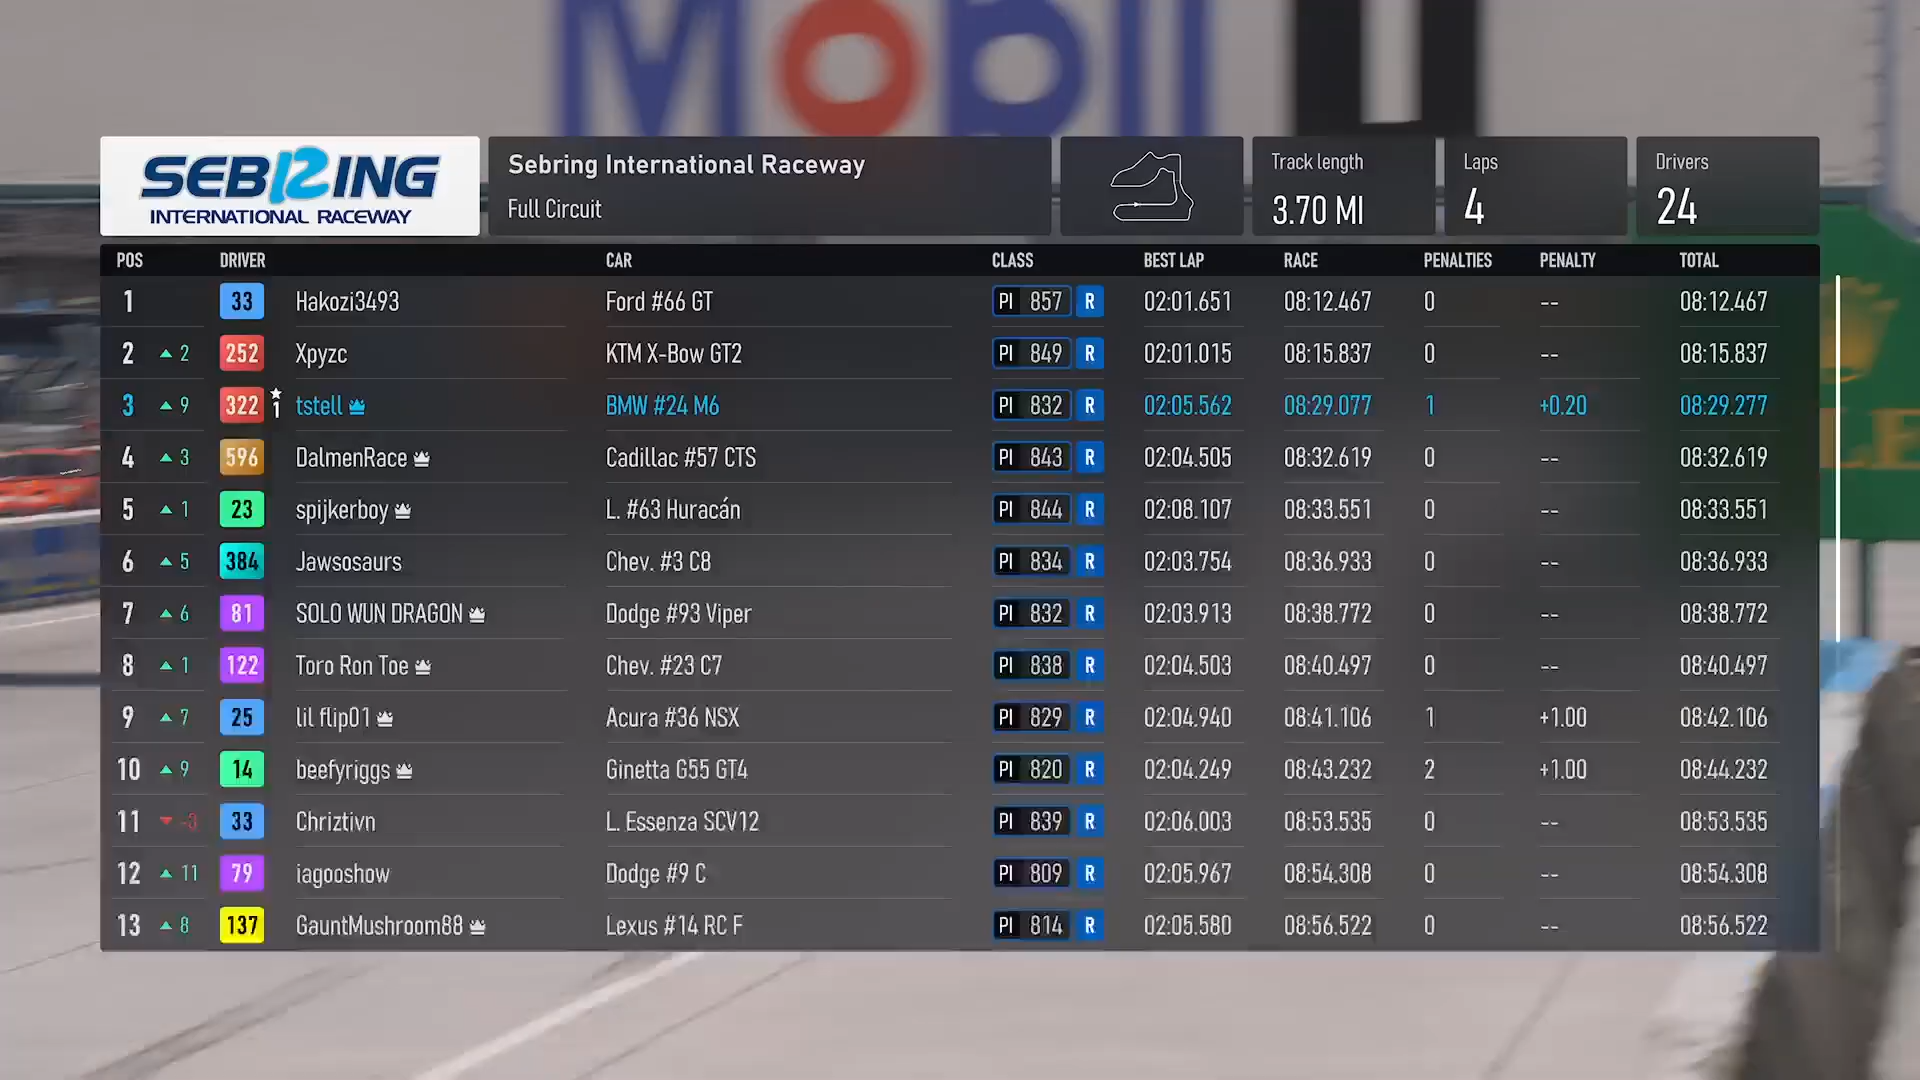 Mobil 1
SEBRING
INTERNATIONAL RACEWAY
Sebring International Raceway
Full Circuit
Track length
3.70 MI
Laps
4
Drivers
24
POS DRIVER CAR CLASS BEST LAP RACE PENALTIES PENALTY TOTAL
1 33 Hakozi3493 Ford #66 GT PI 857 R 02:01.651 08:12.467 0 -- 08:12.467
2 2 252 Xpyzc KTM X-Bow GT2 PI 849 R 02:01.015 08:15.837 0 -- 08:15.837
3 9 322 1 tstell BMW #24 M6 PI 832 R 02:05.562 08:29.077 1 +0.20 08:29.277
4 3 596 DalmenRace Cadillac #57 CTS PI 843 R 02:04.505 08:32.619 0 -- 08:32.619
5 1 23 spijkerboy L. #63 Huracán PI 844 R 02:08.107 08:33.551 0 -- 08:33.551
6 5 384 Jawsosaurs Chev. #3 C8 PI 834 R 02:03.754 08:36.933 0 -- 08:36.933
7 6 81 SOLO WUN DRAGON Dodge #93 Viper PI 832 R 02:03.913 08:38.772 0 -- 08:38.772
8 1 122 Toro Ron Toe Chev. #23 C7 PI 838 R 02:04.503 08:40.497 0 -- 08:40.497
9 7 25 lil flip01 Acura #36 NSX PI 829 R 02:04.940 08:41.106 1 +1.00 08:42.106
10 9 14 beefyriggs Ginetta G55 GT4 PI 820 R 02:04.249 08:43.232 2 +1.00 08:44.232
11 -3 33 Chriztivn L. Essenza SCV12 PI 839 R 02:06.003 08:53.535 0 -- 08:53.535
12 11 79 iagooshow Dodge #9 C PI 809 R 02:05.967 08:54.308 0 -- 08:54.308
13 8 137 GauntMushroom88 Lexus #14 RC F PI 814 R 02:05.580 08:56.522 0 -- 08:56.522